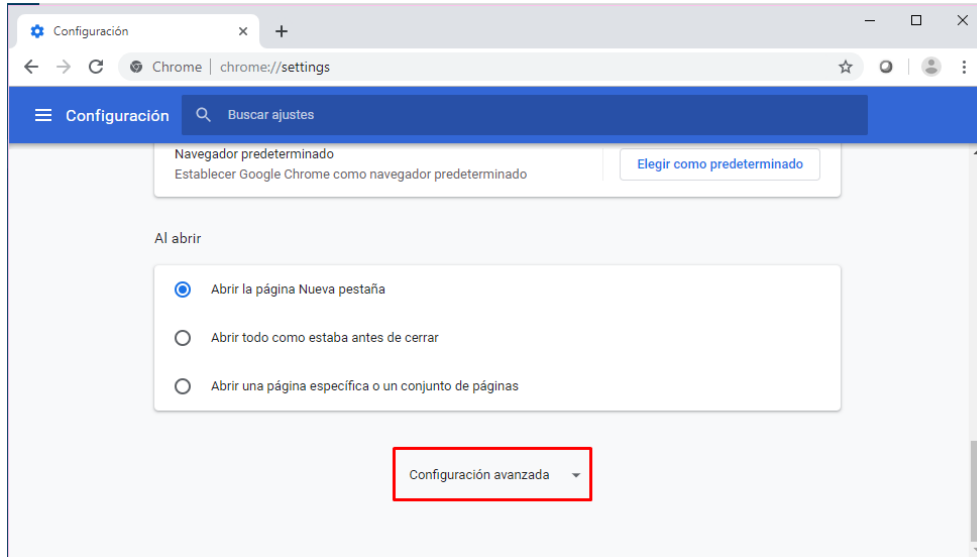 Configuración
Chrome | chrome://settings
Configuración
Buscar ajustes
Navegador predeterminado
Establecer Google Chrome como navegador predeterminado
Elegir como predeterminado
Al abrir
Abrir la página Nueva pestaña
Abrir todo como estaba antes de cerrar
Abrir una página específica o un conjunto de páginas
Configuración avanzada